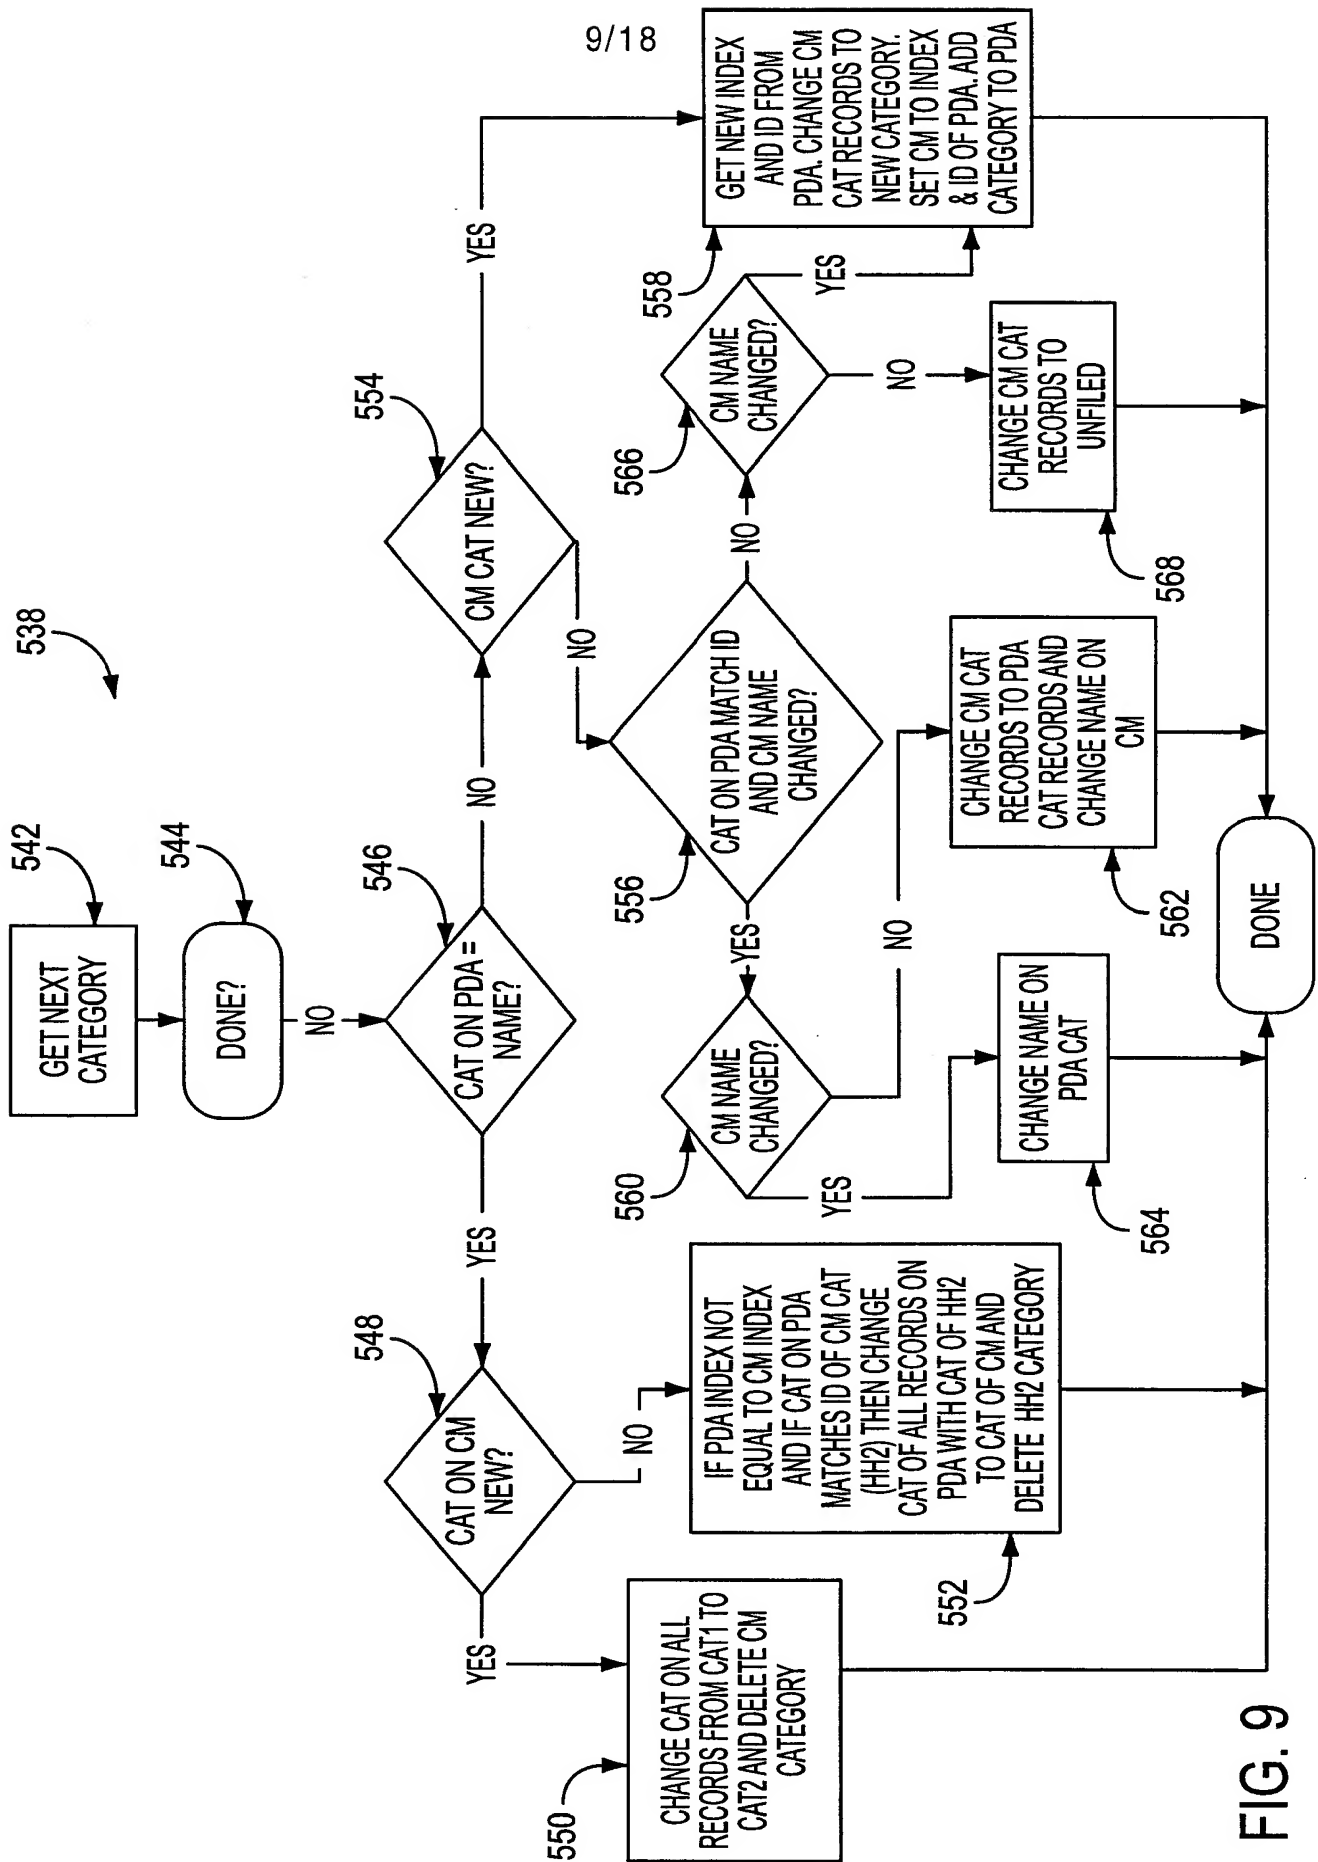 9/18
538
542
GET NEXT
CATEGORY
544
DONE?
NO
546
CAT ON PDA =
NAME?
YES
NO
548
CAT ON CM
NEW?
YES
NO
554
CM CAT NEW?
YES
NO
550
CHANGE CAT ON ALL
RECORDS FROM CAT1 TO
CAT2 AND DELETE CM
CATEGORY
552
IF PDA INDEX NOT
EQUAL TO CM INDEX
AND IF CAT ON PDA
MATCHES ID OF CM CAT
(HH2) THEN CHANGE
CAT OF ALL RECORDS ON
PDA WITH CAT OF HH2
TO CAT OF CM AND
DELETE HH2 CATEGORY
556
CAT ON PDA MATCH ID
AND CM NAME
CHANGED?
YES
NO
560
CM NAME
CHANGED?
YES
NO
566
CM NAME
CHANGED?
YES
NO
558
GET NEW INDEX
AND ID FROM
PDA. CHANGE CM
CAT RECORDS TO
NEW CATEGORY.
SET CM TO INDEX
& ID OF PDA. ADD
CATEGORY TO PDA
564
CHANGE NAME ON
PDA CAT
562
CHANGE CM CAT
RECORDS TO PDA
CAT RECORDS AND
CHANGE NAME ON
CM
568
CHANGE CM CAT
RECORDS TO
UNFILED
DONE
FIG. 9